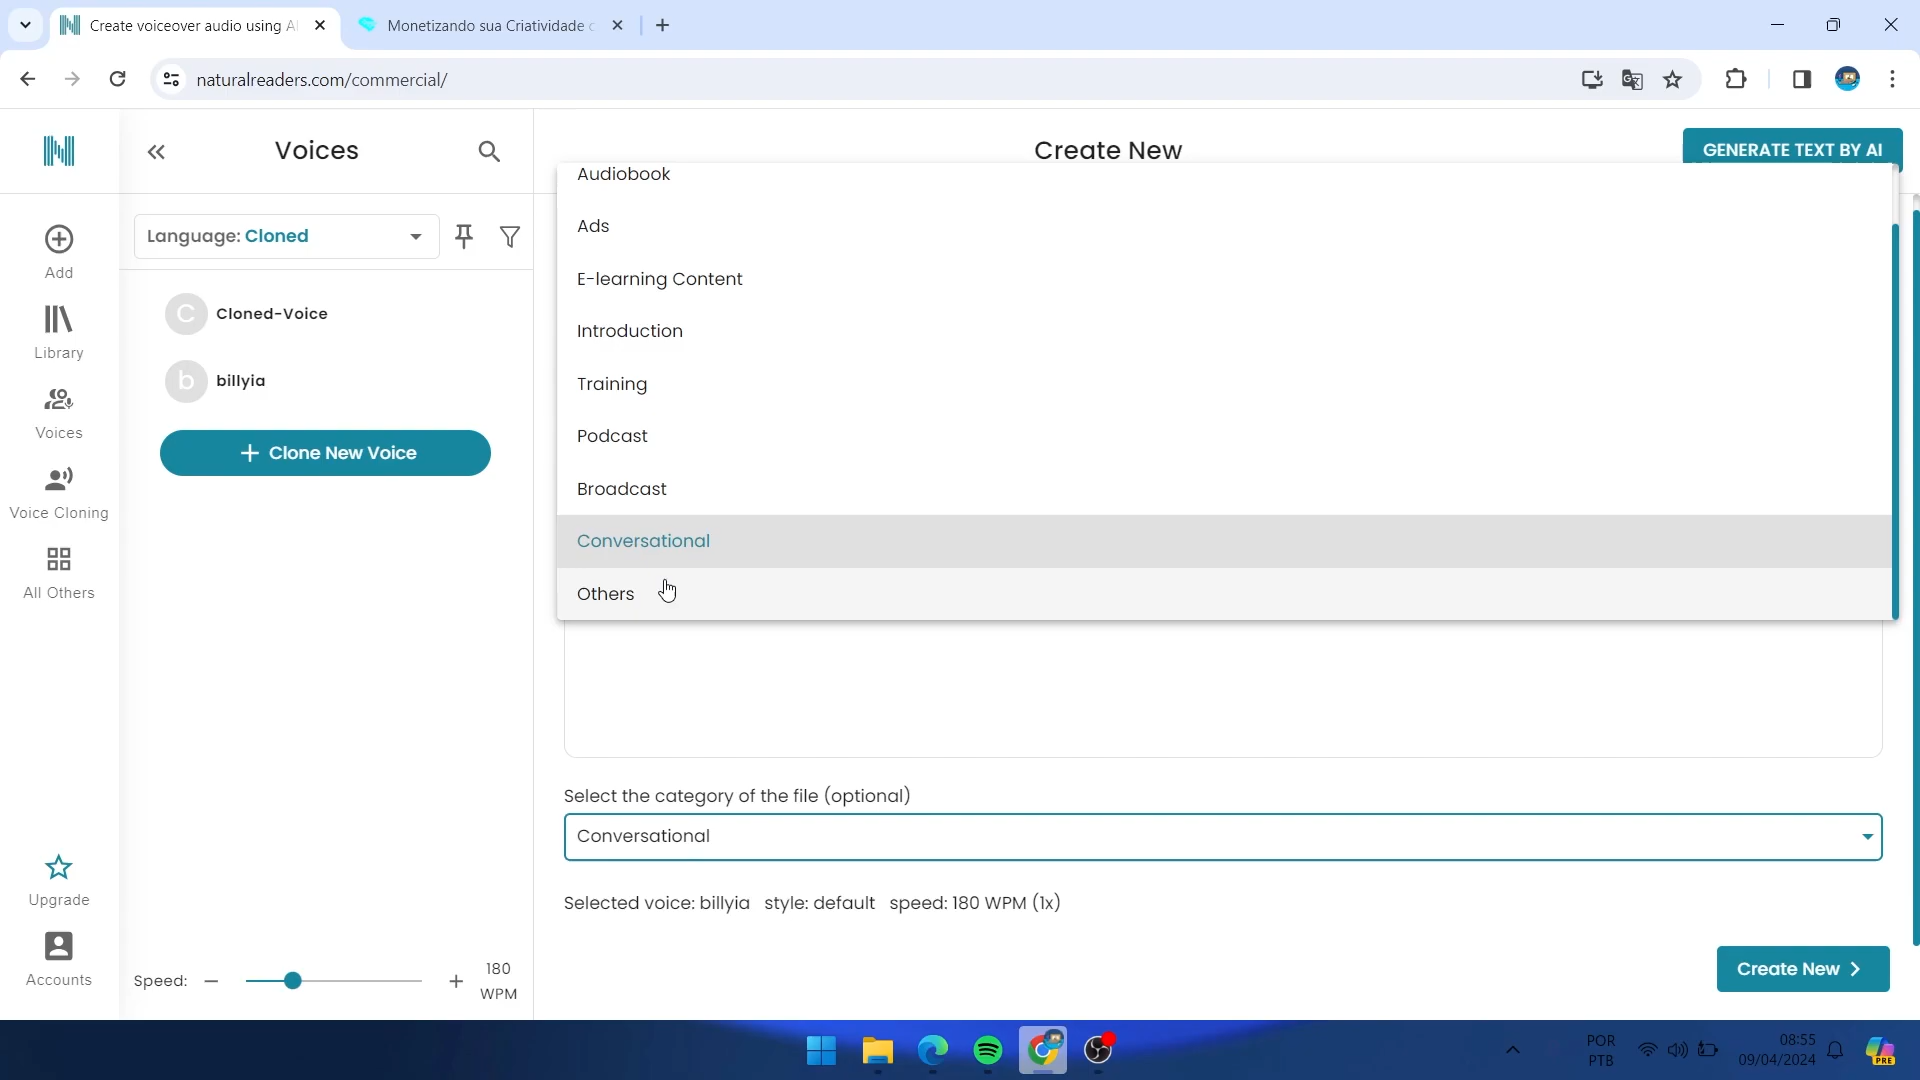 Create voiceover audio using AI
Monetizando sua Criatividade c
naturalreaders.com/commercial/
Voices
Create New
GENERATE TEXT BY AI
Language: Cloned
Add
Library
Voices
Voice Cloning
All Others
Upgrade
Accounts
C Cloned-Voice
b billyia
+ Clone New Voice
Audiobook
Ads
E-learning Content
Introduction
Training
Podcast
Broadcast
Conversational
Others
Select the category of the file (optional)
Conversational
Selected voice: billyia style: default speed: 180 WPM (1x)
Create New >
Speed: − + 180
WPM
POR
PTB
08:55
09/04/2024
PRE